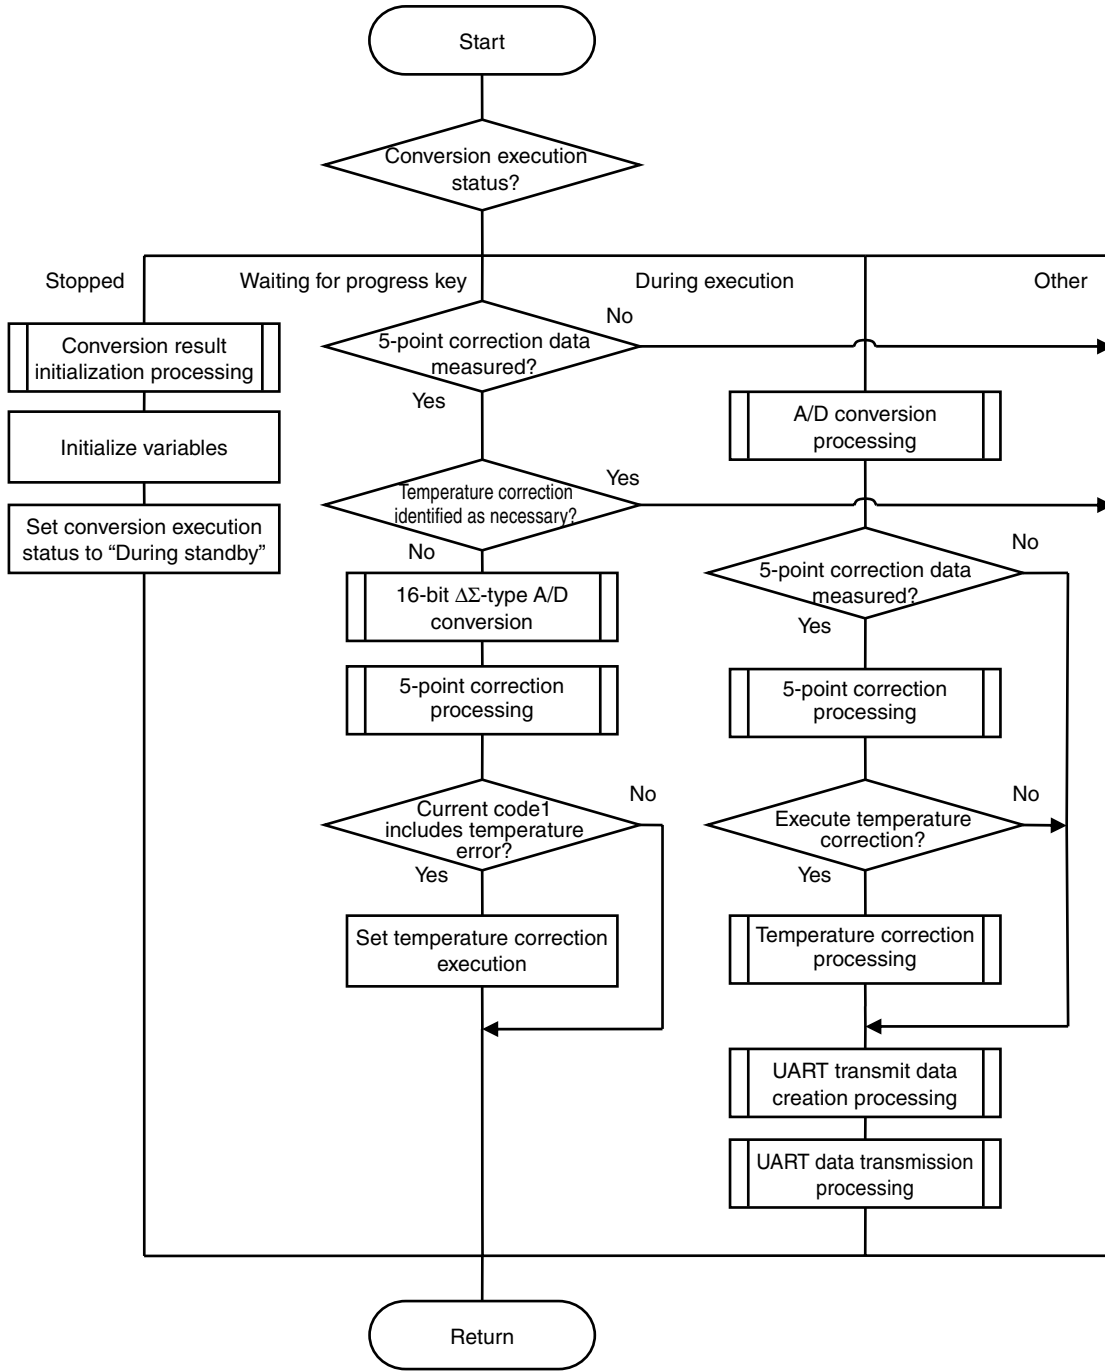 Start
Conversion execution
status?
Stopped
Waiting for progress key
During execution
Other
Conversion result
initialization processing
Initialize variables
Set conversion execution
status to “During standby”
5-point correction data
measured?
No
Yes
Temperature correction
identified as necessary?
Yes
No
16-bit ΔΣ-type A/D
conversion
5-point correction
processing
Current code1
includes temperature
error?
No
Yes
Set temperature correction
execution
A/D conversion
processing
5-point correction data
measured?
No
Yes
5-point correction
processing
Execute temperature
correction?
No
Yes
Temperature correction
processing
UART transmit data
creation processing
UART data transmission
processing
Return